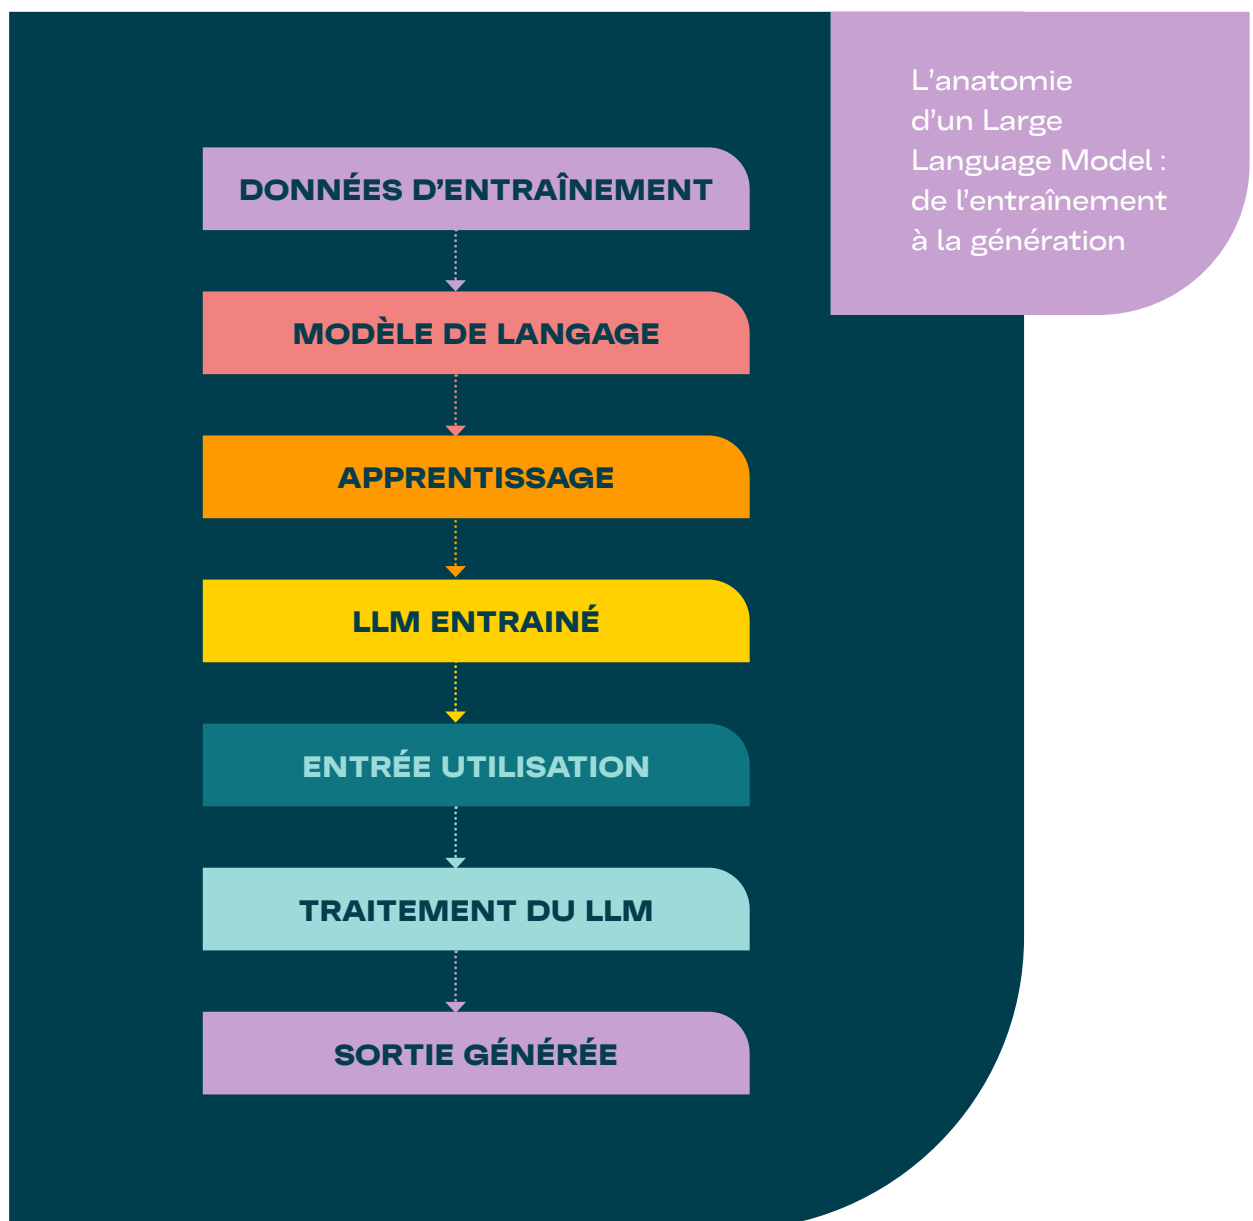 L'anatomie
d'un Large
Language Model :
de l'entraînement
à la génération
DONNÉES D'ENTRAÎNEMENT
MODÈLE DE LANGAGE
APPRENTISSAGE
LLM ENTRAINÉ
ENTRÉE UTILISATION
TRAITEMENT DU LLM
SORTIE GÉNÉRÉE